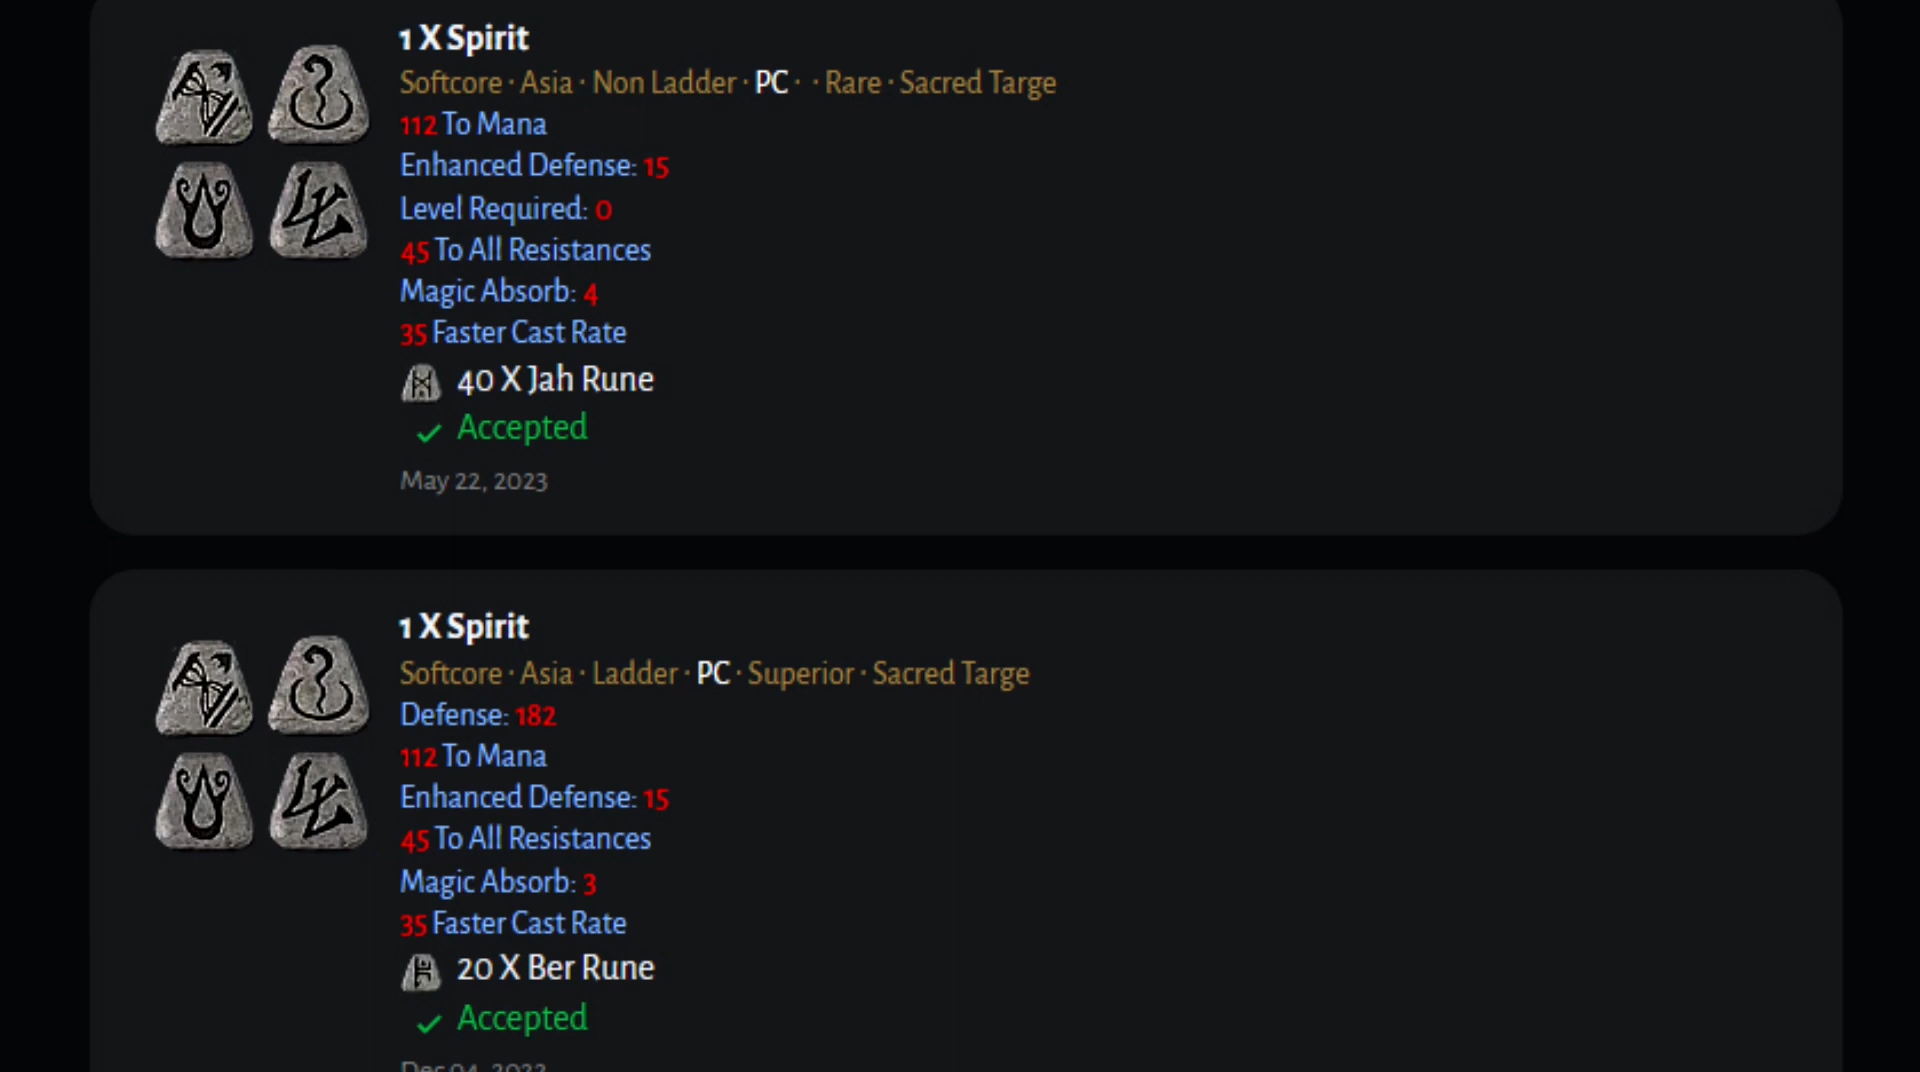 1 X Spirit
Softcore · Asia · Non Ladder · PC · · Rare · Sacred Targe
112 To Mana
Enhanced Defense: 15
Level Required: 0
45 To All Resistances
Magic Absorb: 4
35 Faster Cast Rate
40 X Jah Rune
Accepted
May 22, 2023
1 X Spirit
Softcore · Asia · Ladder · PC · Superior · Sacred Targe
Defense: 182
112 To Mana
Enhanced Defense: 15
45 To All Resistances
Magic Absorb: 3
35 Faster Cast Rate
20 X Ber Rune
Accepted
Dec 04, 2022